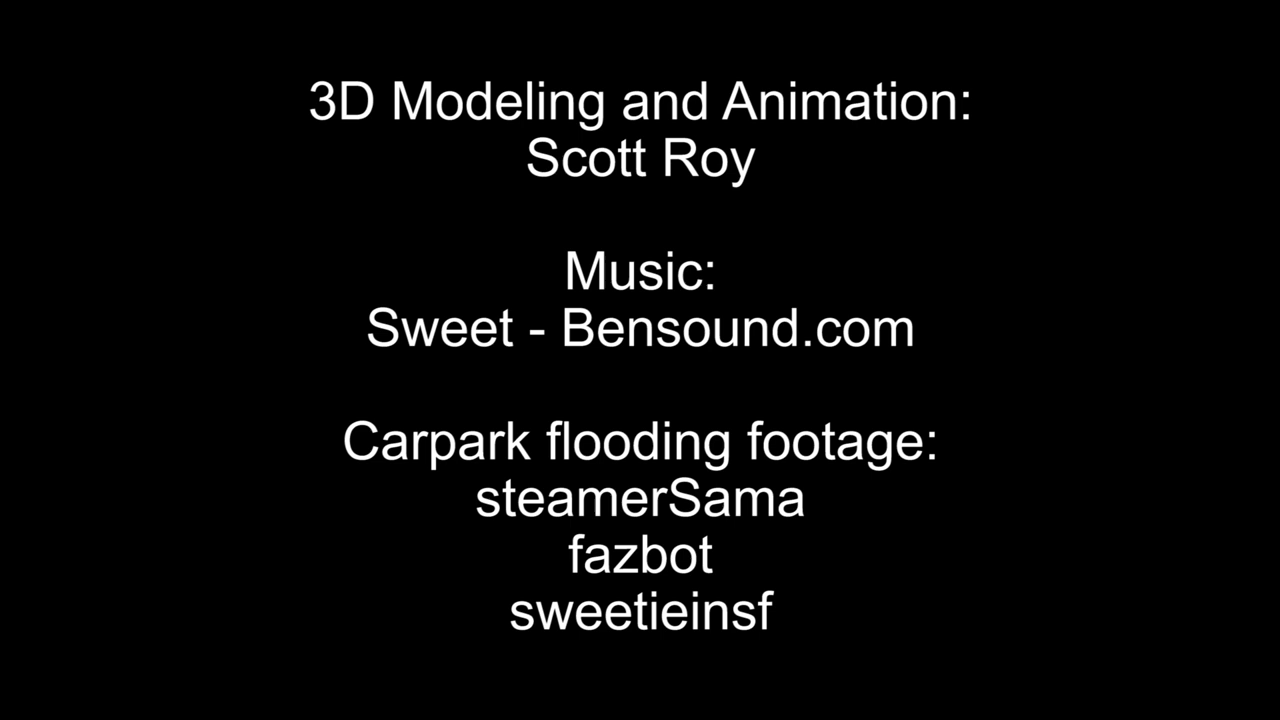 3D Modeling and Animation:
Scott Roy
Music:
Sweet - Bensound.com
Carpark flooding footage:
steamerSama
fazbot
sweetieinsf